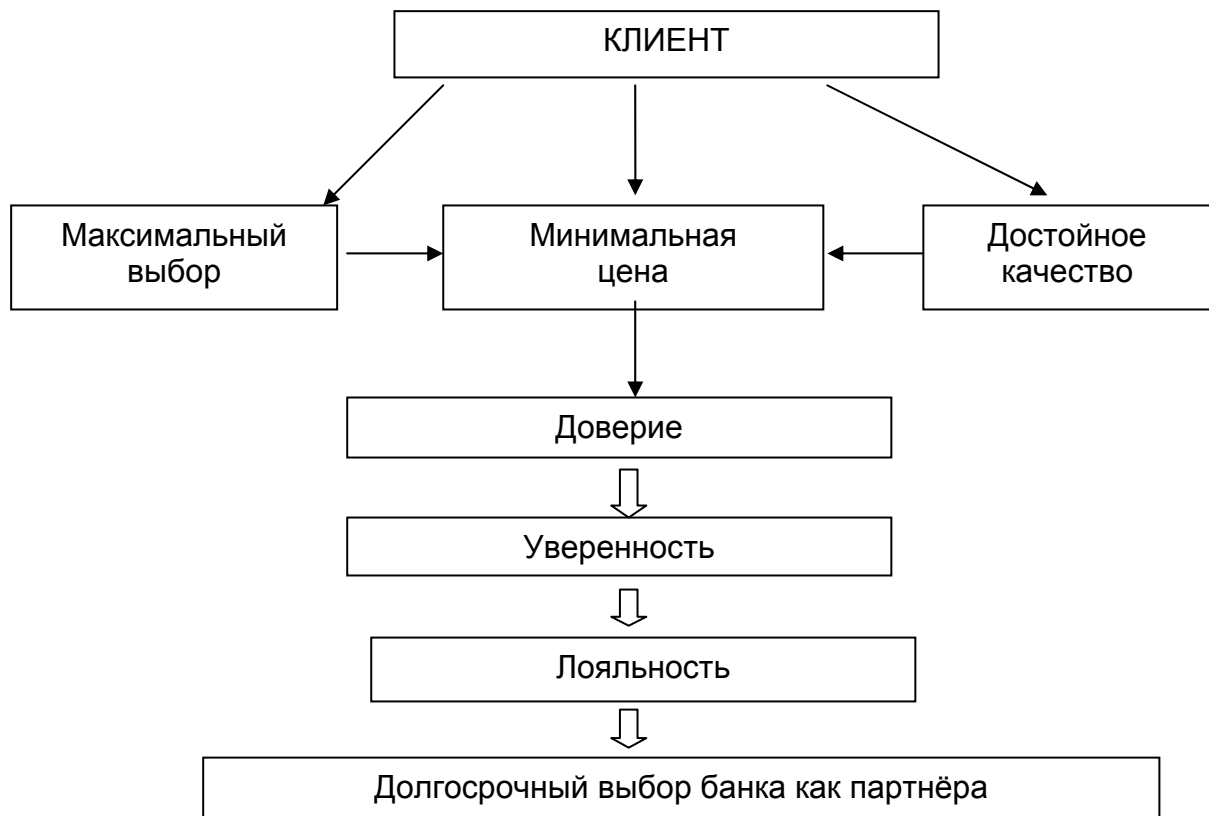 КЛИЕНТ
Максимальный
выбор
Минимальная
цена
Достойное
качество
Доверие
Уверенность
Лояльность
Долгосрочный выбор банка как партнёра